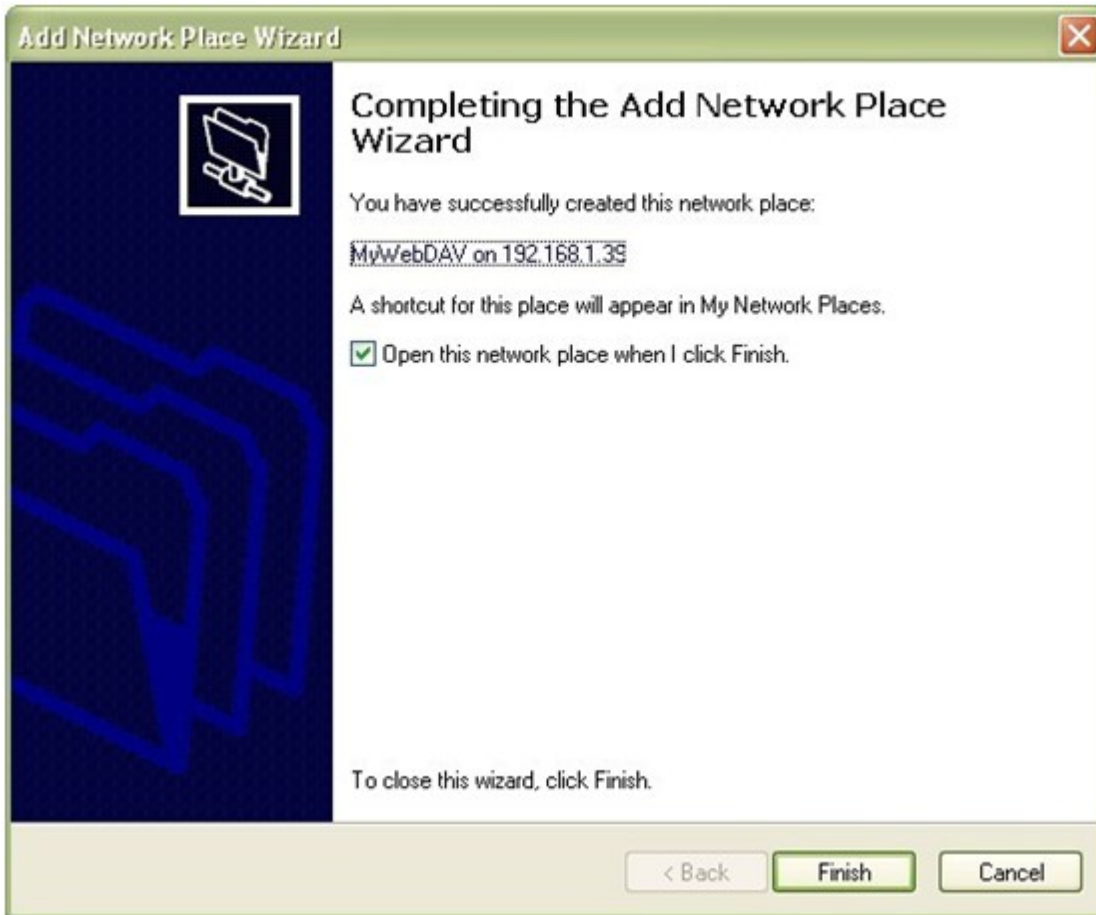 Add Network Place Wizard
Completing the Add Network Place
Wizard
You have successfully created this network place:
MyWebDAV on 192.168.1.39
A shortcut for this place will appear in My Network Places.
Open this network place when I click Finish.
To close this wizard, click Finish.
< Back
Finish
Cancel